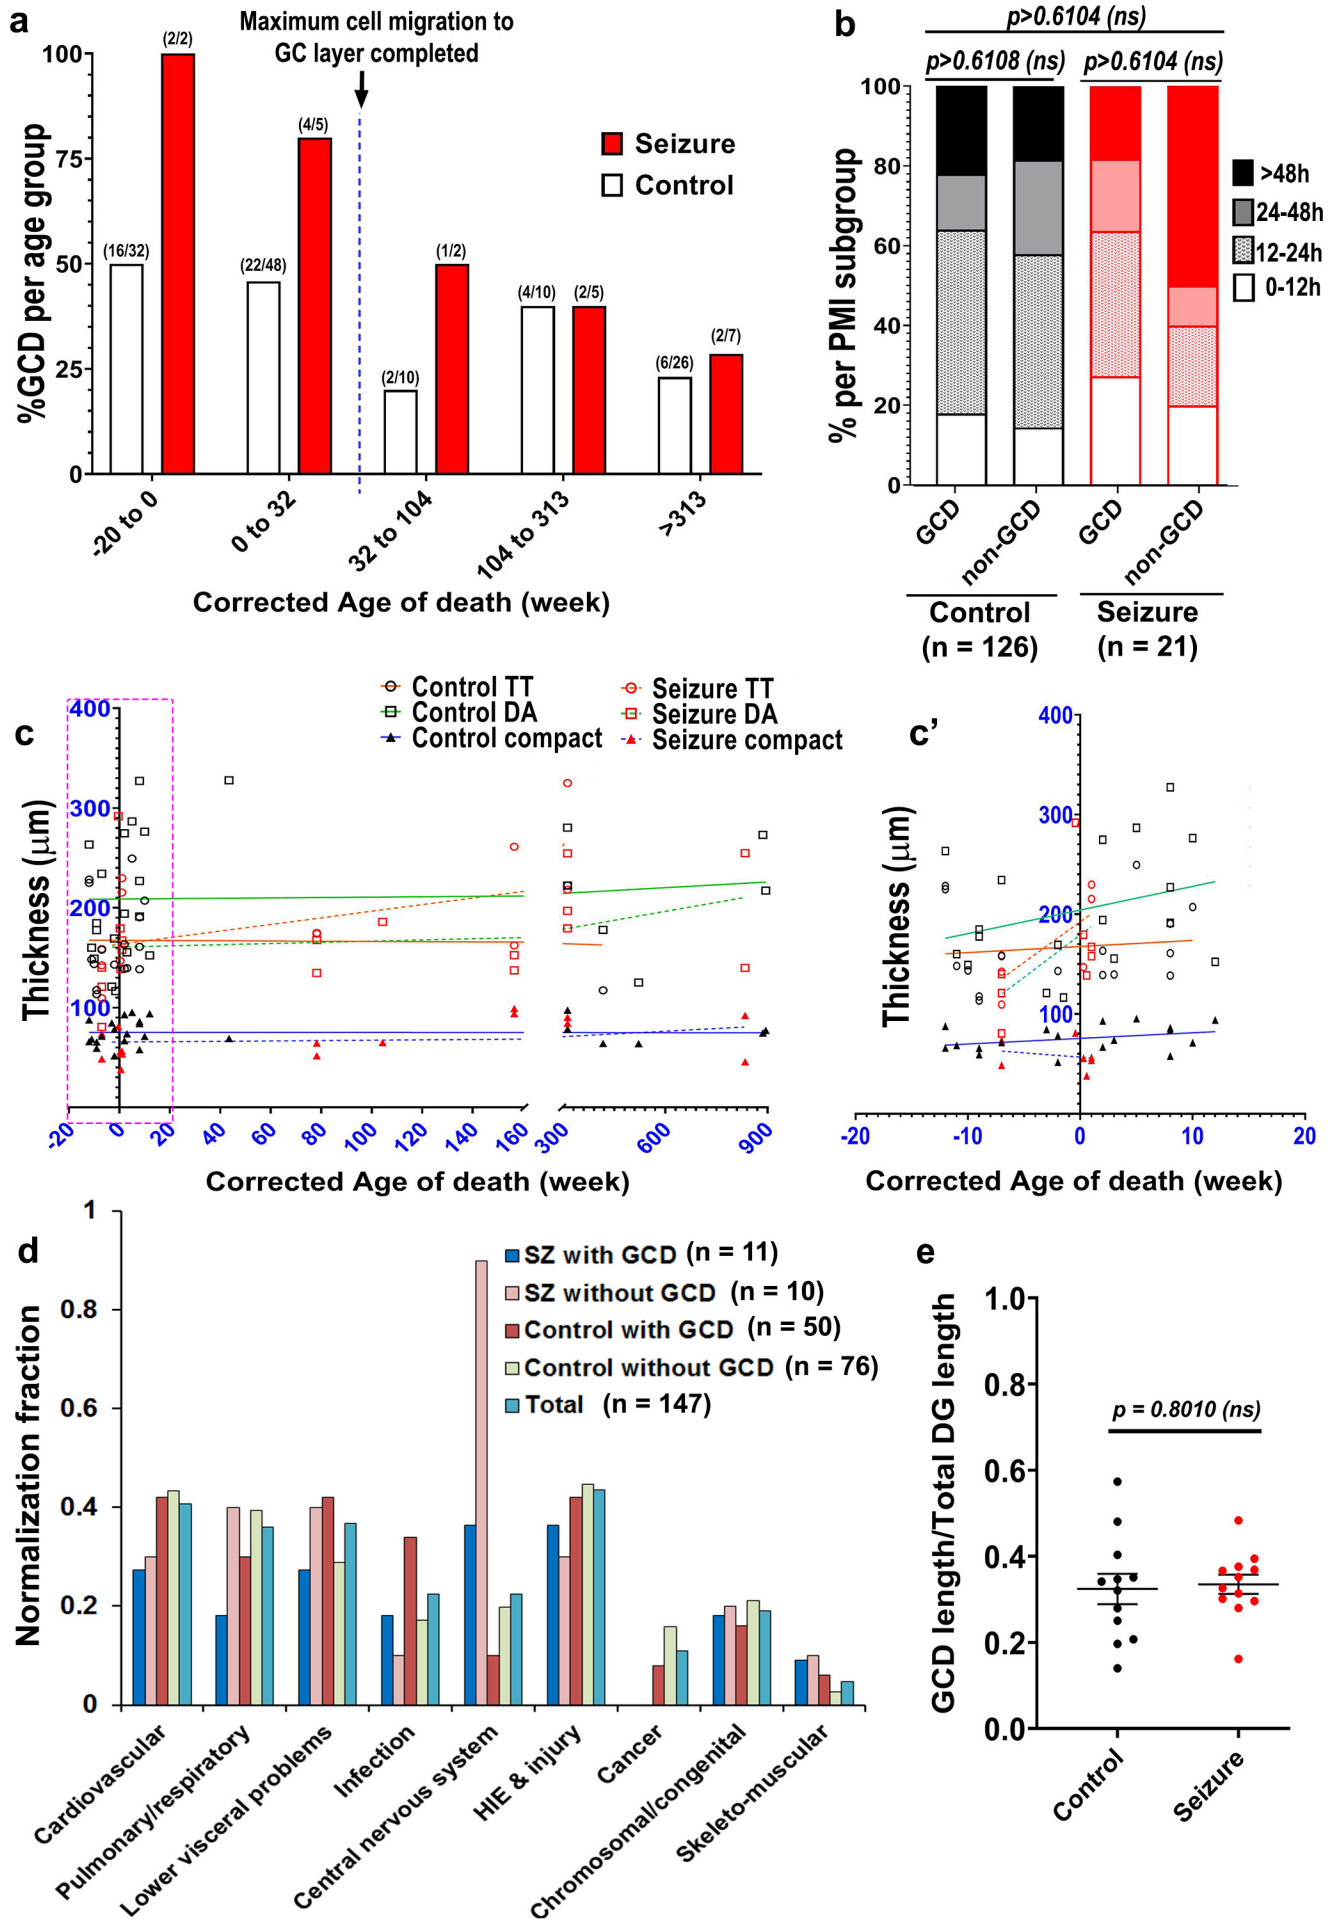 a
Maximum cell migration to
GC layer completed
%GCD per age group
100
75
50
25
0
(16/32)
(2/2)
(22/48)
(4/5)
(2/10)
(1/2)
(4/10)
(2/5)
(6/26)
(2/7)
Seizure
Control
-20 to 0
0 to 32
32 to 104
104 to 313
>313
Corrected Age of death (week)
b
p>0.6104 (ns)
p>0.6108 (ns)
p>0.6104 (ns)
% per PMI subgroup
100
80
60
40
20
0
>48h
24-48h
12-24h
0-12h
GCD
non-GCD
GCD
non-GCD
Control
(n = 126)
Seizure
(n = 21)
c
Control TT
Control DA
Control compact
Seizure TT
Seizure DA
Seizure compact
Thickness (μm)
400
300
200
100
-20
0
20
40
60
80
100
120
140
160
300
600
900
Corrected Age of death (week)
c’
Thickness (μm)
400
300
200
100
-20
-10
0
10
20
Corrected Age of death (week)
d
Normalization fraction
1
0.8
0.6
0.4
0.2
0
SZ with GCD (n = 11)
SZ without GCD (n = 10)
Control with GCD (n = 50)
Control without GCD (n = 76)
Total (n = 147)
Cardiovascular
Pulmonary/respiratory
Lower visceral problems
Infection
Central nervous system
HIE & injury
Cancer
Chromosomal/congenital
Skeleto-muscular
e
GCD length/Total DG length
1.0
0.8
0.6
0.4
0.2
0.0
p = 0.8010 (ns)
Control
Seizure